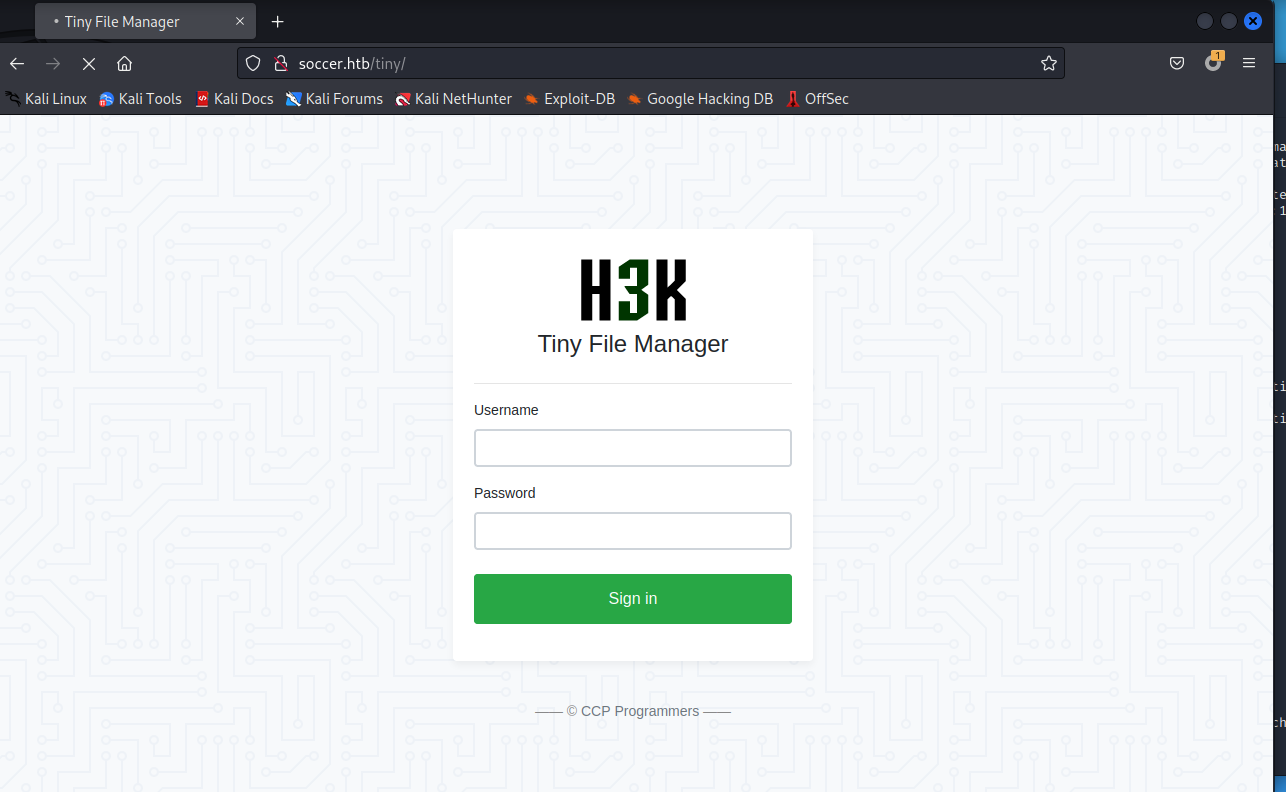 Tiny File Manager
soccer.htb/tiny/
1
Kali Linux Kali Tools Kali Docs Kali Forums Kali NetHunter Exploit-DB Google Hacking DB OffSec
H3K
Tiny File Manager
Username
Password
Sign in
—— © CCP Programmers ——